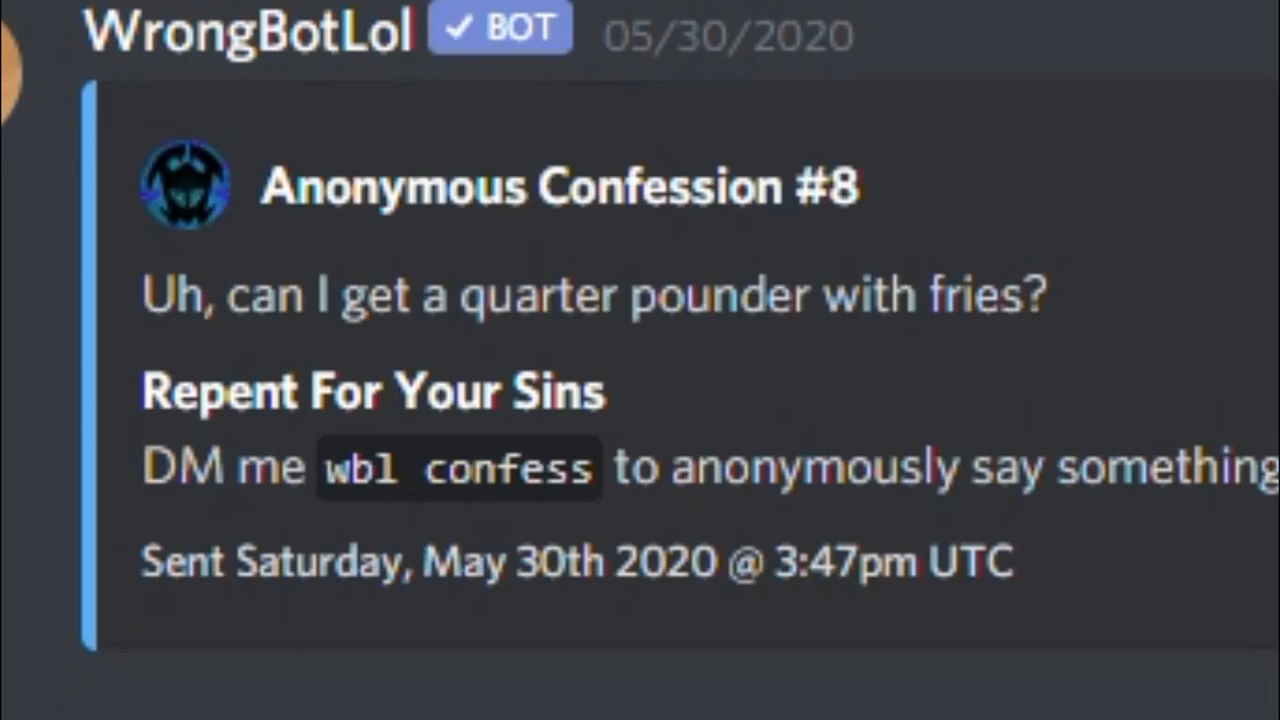 WrongBotLol ✓ BOT 05/30/2020
Anonymous Confession #8
Uh, can I get a quarter pounder with fries?
Repent For Your Sins
DM me wbl confess to anonymously say something
Sent Saturday, May 30th 2020 @ 3:47pm UTC